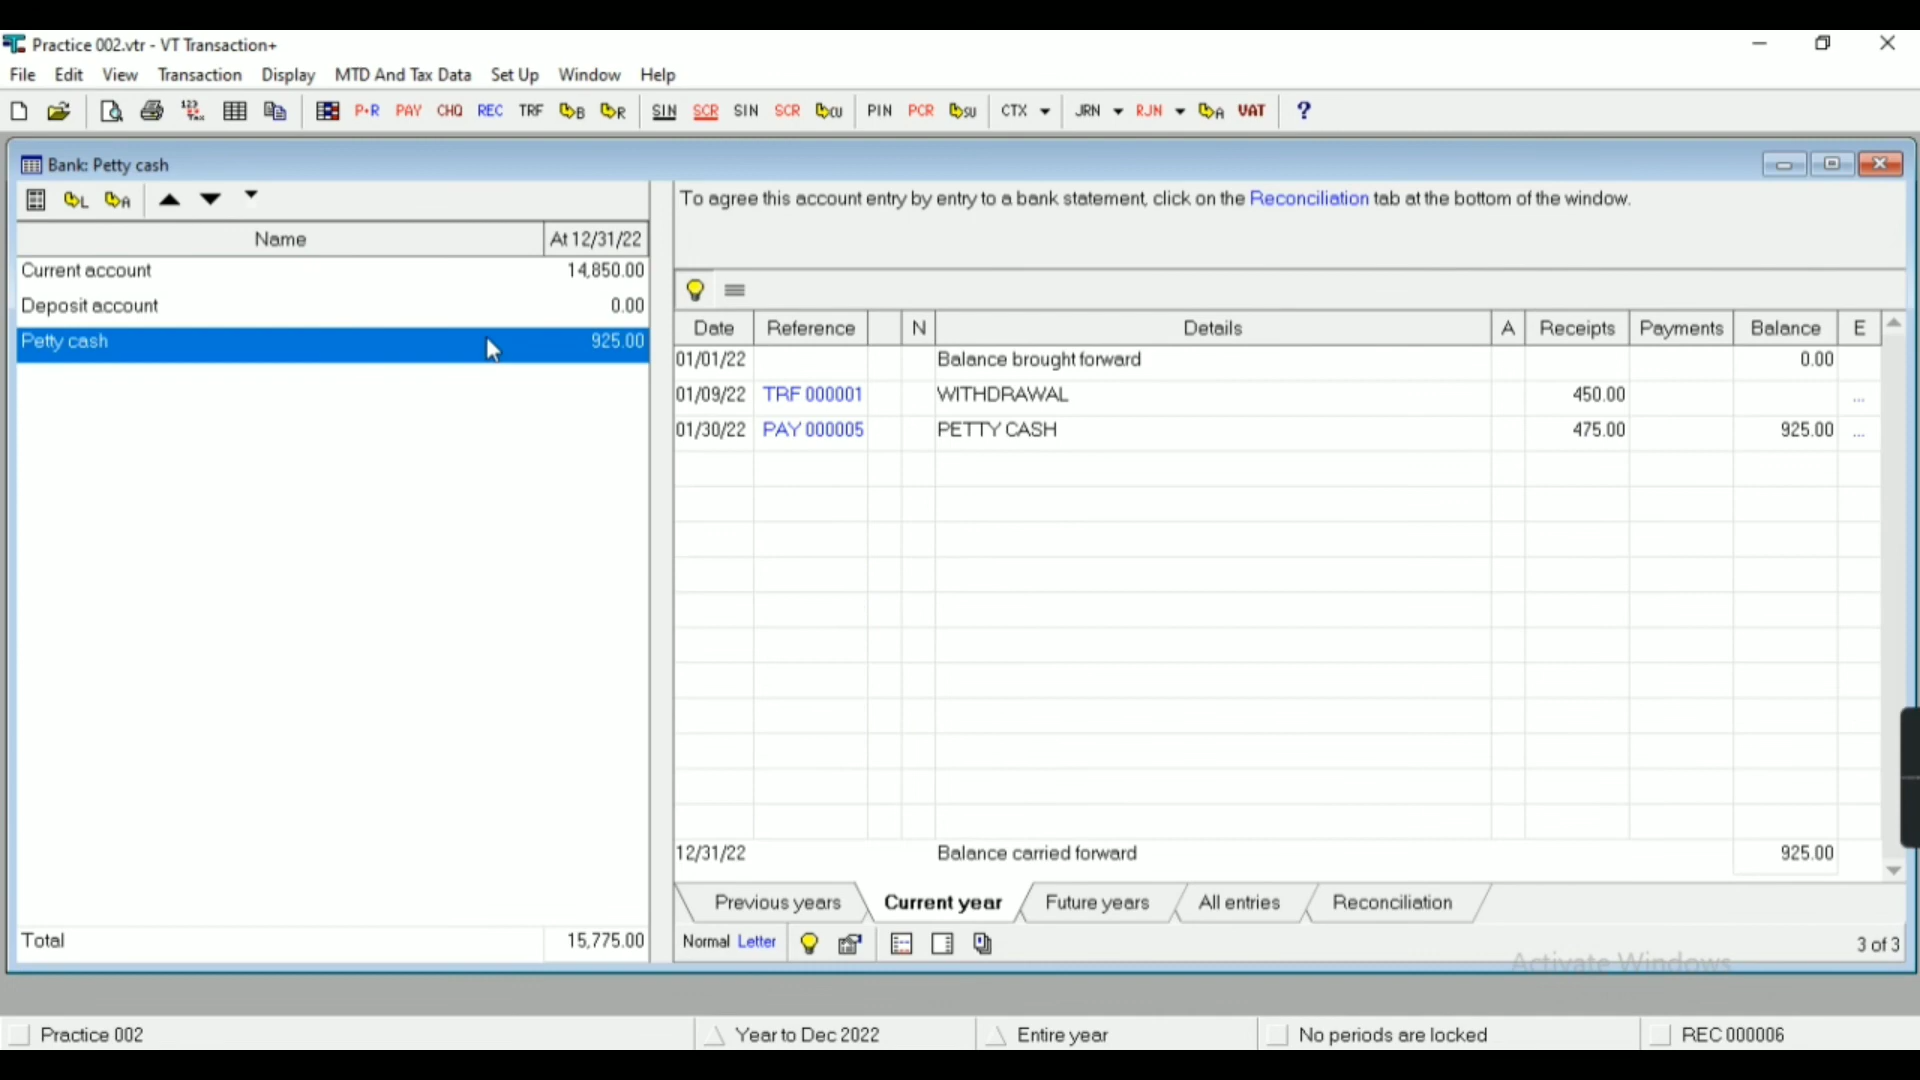 Practice 002.vtr - VT Transaction+
File Edit View Transaction Display MTD And Tax Data Set Up Window Help
P+R PAY CHQ REC TRF B R SIN SCR SIN SCR CU PIN PCR SU CTX JRN RJN A VAT ?
Bank: Petty cash
L A
To agree this account entry by entry to a bank statement, click on the Reconciliation tab at the bottom of the window.
Name At 12/31/22
Current account 14,850.00
Deposit account 0.00
Petty cash 925.00
Total 15,775.00
Date Reference N Details A Receipts Payments Balance E
01/01/22 Balance brought forward 0.00
01/09/22 TRF 000001 WITHDRAWAL 450.00 ...
01/30/22 PAY 000005 PETTY CASH 475.00 925.00 ...
12/31/22 Balance carried forward 925.00
Previous years Current year Future years All entries Reconciliation
Normal Letter 3 of 3
Activate Windows
Practice 002 Year to Dec 2022 Entire year No periods are locked REC 000006